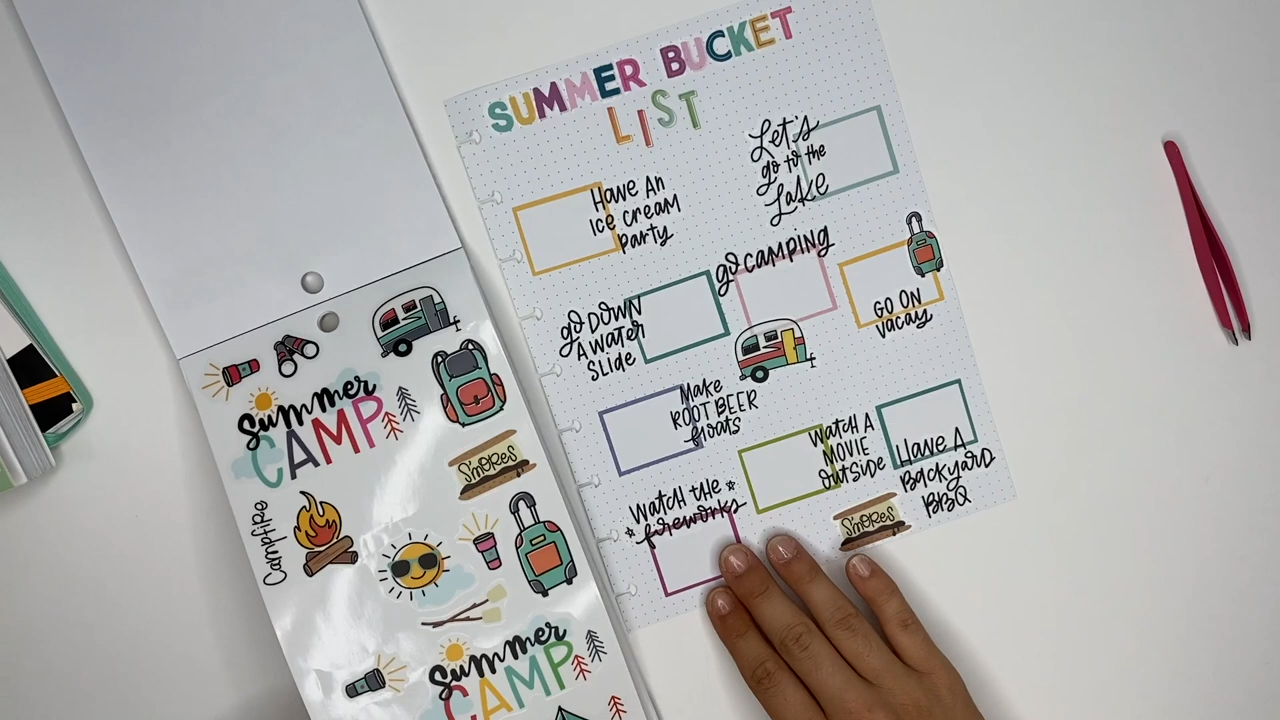 SUMMER BUCKET
LIST
Let's
go to the
Lake
Have An
Ice cream
party
go CAMPING
GO ON
vacay
go DOWN
A water
Slide
Make
ROOT BEER
floats
Watch A
MOVIE
outside
Have A
Backyard
BBQ
Watch the
fireworks
S'mores
Summer
CAMP
S'mores
Campfire
Summer
CAMP